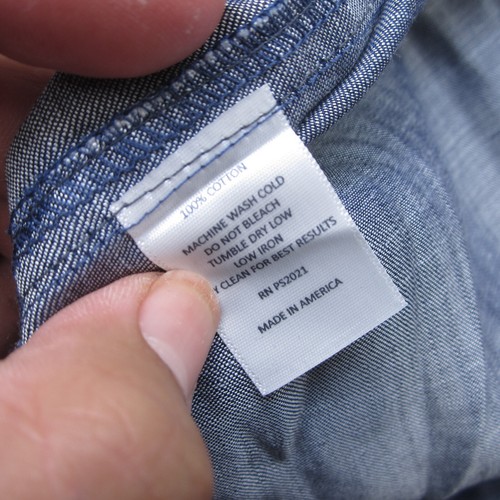 100% COTTON
MACHINE WASH COLD
DO NOT BLEACH
TUMBLE DRY LOW
LOW IRON
Y CLEAN FOR BEST RESULTS
RN PS2021
MADE IN AMERICA